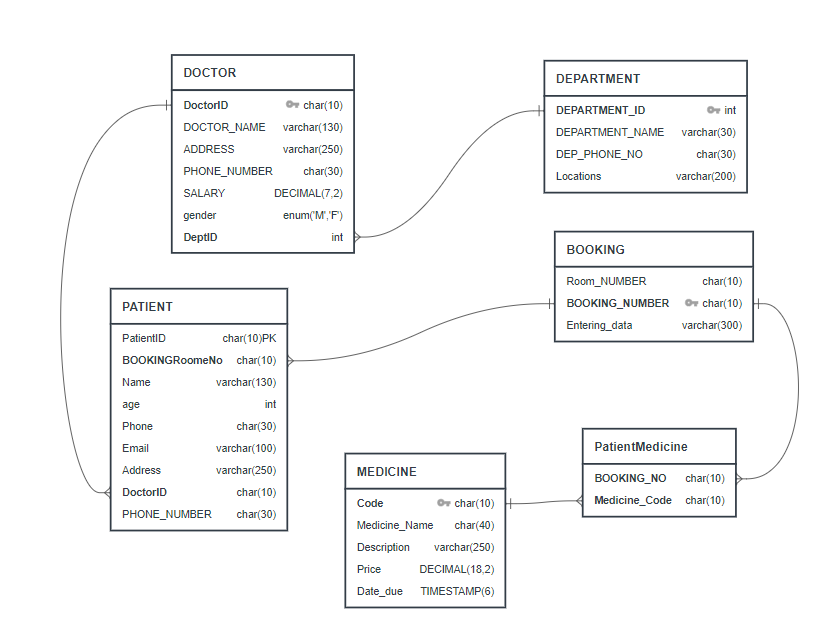 DOCTOR
DoctorID char(10)
DOCTOR_NAME varchar(130)
ADDRESS varchar(250)
PHONE_NUMBER char(30)
SALARY DECIMAL(7,2)
gender enum('M','F')
DeptID int
DEPARTMENT
DEPARTMENT_ID int
DEPARTMENT_NAME varchar(30)
DEP_PHONE_NO char(30)
Locations varchar(200)
BOOKING
Room_NUMBER char(10)
BOOKING_NUMBER char(10)
Entering_data varchar(300)
PATIENT
PatientID char(10)PK
BOOKINGRoomeNo char(10)
Name varchar(130)
age int
Phone char(30)
Email varchar(100)
Address varchar(250)
DoctorID char(10)
PHONE_NUMBER char(30)
MEDICINE
Code char(10)
Medicine_Name char(40)
Description varchar(250)
Price DECIMAL(18,2)
Date_due TIMESTAMP(6)
PatientMedicine
BOOKING_NO char(10)
Medicine_Code char(10)